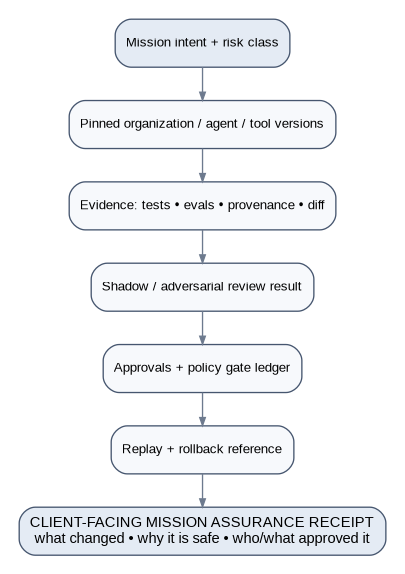 Mission intent + risk class
Pinned organization / agent / tool versions
Evidence: tests • evals • provenance • diff
Shadow / adversarial review result
Approvals + policy gate ledger
Replay + rollback reference
CLIENT-FACING MISSION ASSURANCE RECEIPT
what changed • why it is safe • who/what approved it